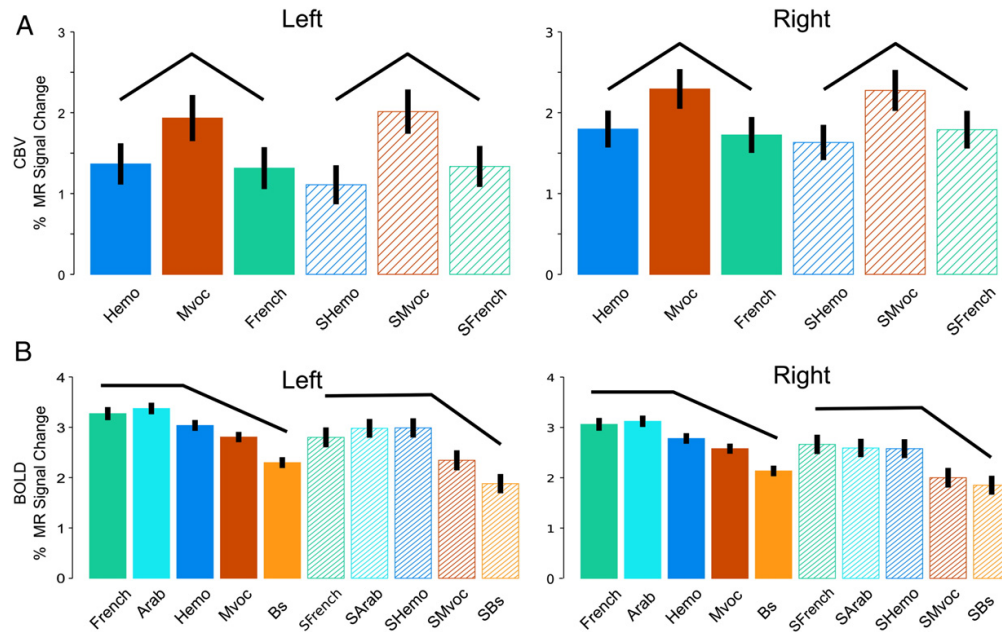 A
Left
Right
CBV
% MR Signal Change
3
2
1
0
Hemo
Mvoc
French
SHemo
SMvoc
SFrench
3
2
1
0
Hemo
Mvoc
French
SHemo
SMvoc
SFrench
B
Left
Right
BOLD
% MR Signal Change
4
3
2
1
0
French
Arab
Hemo
Mvoc
Bs
SFrench
SArab
SHemo
SMvoc
SBs
4
3
2
1
0
French
Arab
Hemo
Mvoc
Bs
SFrench
SArab
SHemo
SMvoc
SBs